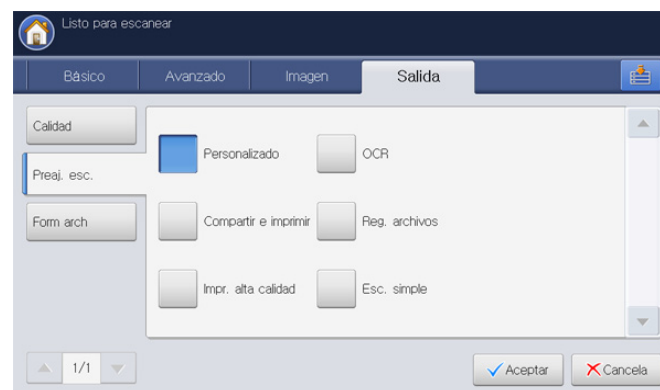 Listo para escanear
Básico
Avanzado
Imagen
Salida
Calidad
Preaj. esc.
Form arch
Personalizado
OCR
Compartir e imprimir
Reg. archivos
Impr. alta calidad
Esc. simple
1/1
Aceptar
Cancela